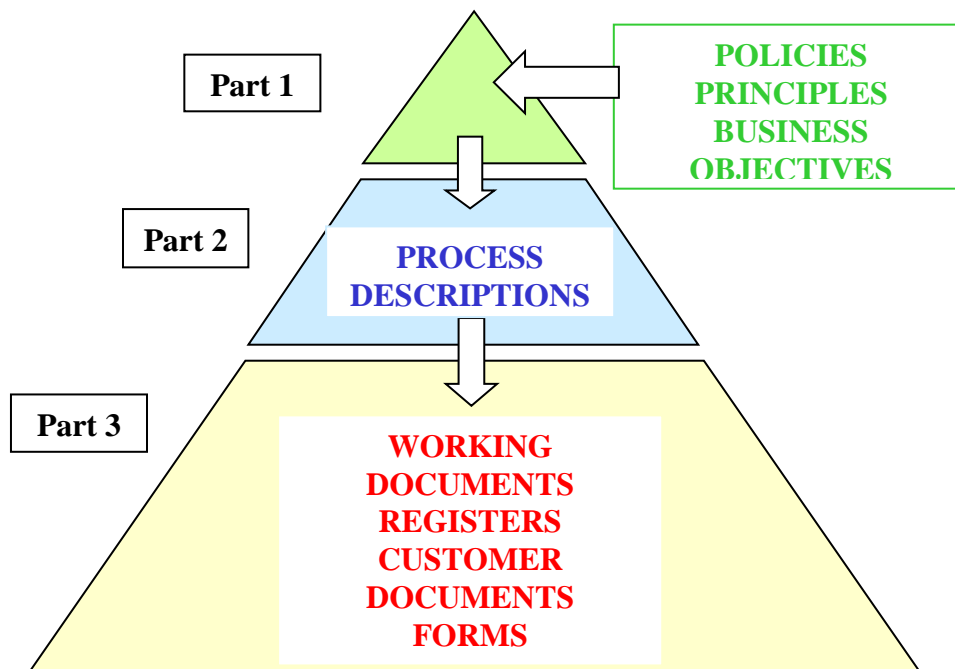 Part 1
POLICIES
PRINCIPLES
BUSINESS
OBJECTIVES
Part 2
PROCESS
DESCRIPTIONS
Part 3
WORKING
DOCUMENTS
REGISTERS
CUSTOMER
DOCUMENTS
FORMS